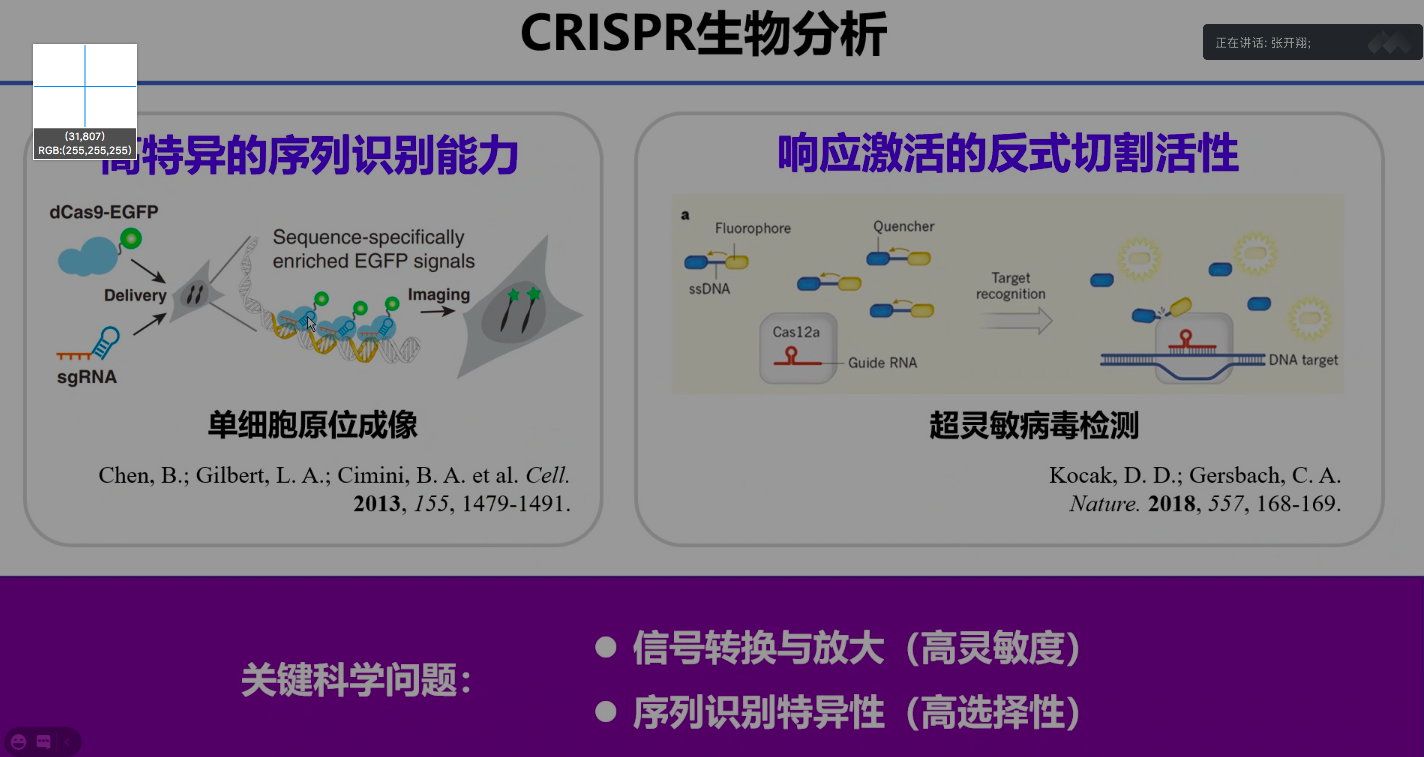 CRISPR生物分析
正在讲话: 张开翔;
(31,807)
RGB:(255,255,255)
高特异的序列识别能力
dCas9-EGFP
Sequence-specifically
enriched EGFP signals
Delivery
Imaging
sgRNA
单细胞原位成像
Chen, B.; Gilbert, L. A.; Cimini, B. A. et al. Cell.
2013, 155, 1479-1491.
响应激活的反式切割活性
a
Fluorophore
Quencher
ssDNA
Target
recognition
Cas12a
Guide RNA
DNA target
超灵敏病毒检测
Kocak, D. D.; Gersbach, C. A.
Nature. 2018, 557, 168-169.
关键科学问题：
● 信号转换与放大（高灵敏度）
● 序列识别特异性（高选择性）